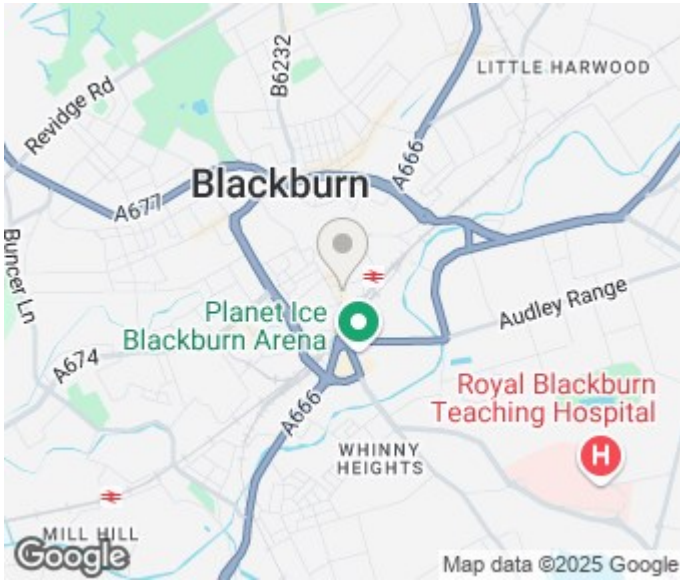 LITTLE HARWOOD
B6232
Revidge Rd
A666
Blackburn
A677
Buncer Ln
Audley Range
Planet Ice
Blackburn Arena
A674
Royal Blackburn
Teaching Hospital
A666
H
WHINNY
HEIGHTS
MILL HILL
Google
Map data ©2025 Google